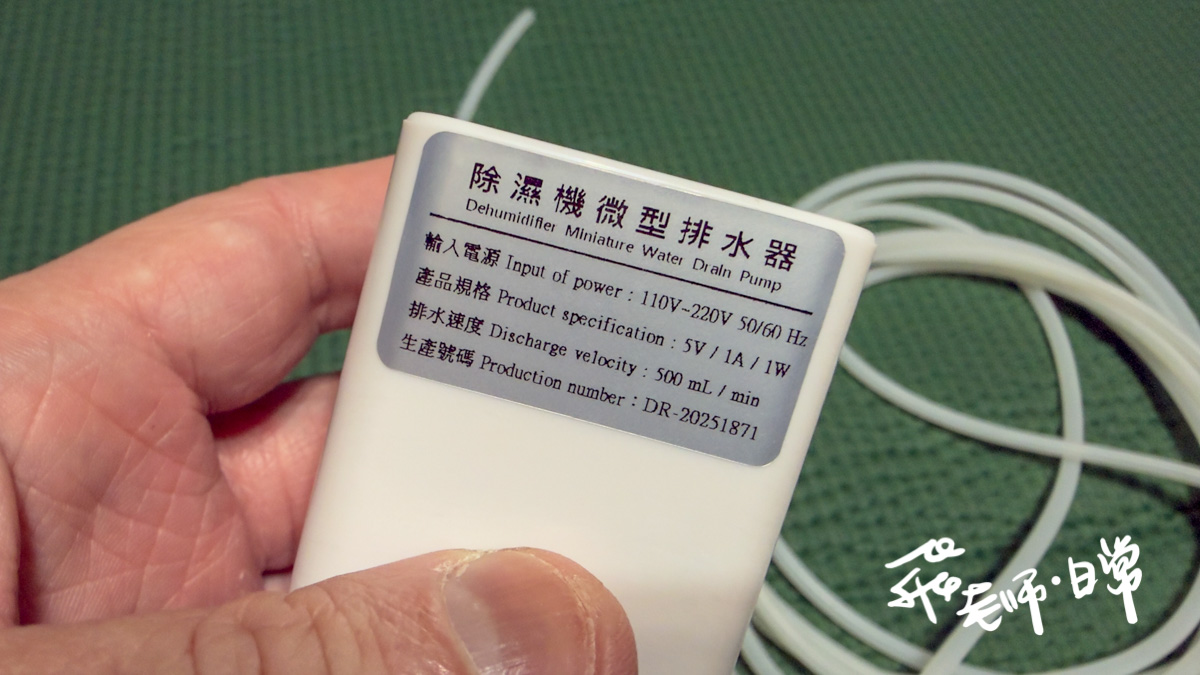 除濕機微型排水器
Dehumidifier Miniature Water Drain Pump
輸入電源 Input of power : 110V~220V 50/60 Hz
產品規格 Product specification : 5V / 1A / 1W
排水速度 Discharge velocity : 500 mL / min
生產號碼 Production number : DR-20251871
飛老师·日常